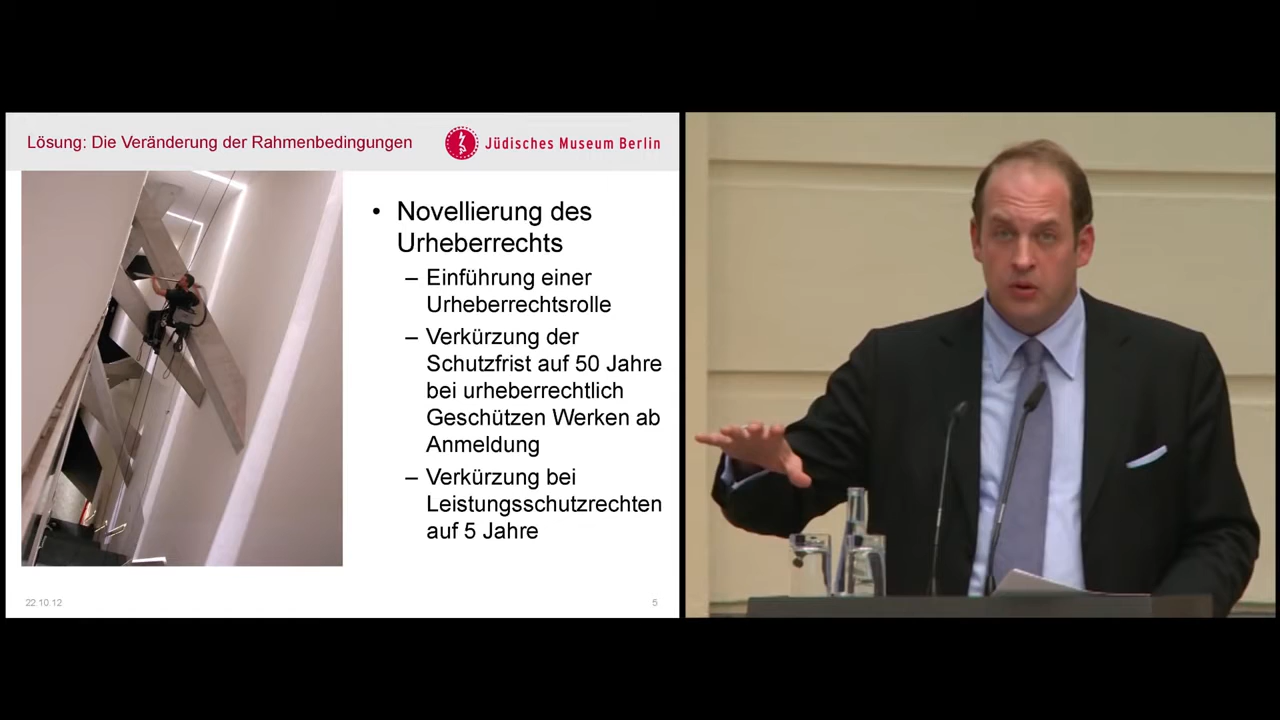 Lösung: Die Veränderung der Rahmenbedingungen
Jüdisches Museum Berlin
• Novellierung des
Urheberrechts
– Einführung einer
Urheberrechtsrolle
– Verkürzung der
Schutzfrist auf 50 Jahre
bei urheberrechtlich
Geschützen Werken ab
Anmeldung
– Verkürzung bei
Leistungsschutzrechten
auf 5 Jahre
22.10.12
5